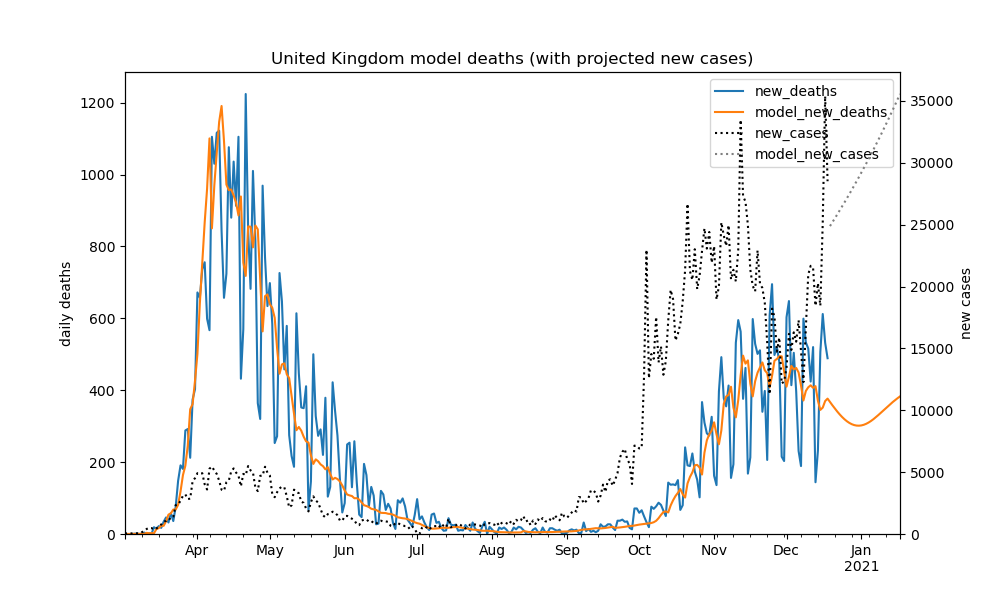 United Kingdom model deaths (with projected new cases)
new_deaths
model_new_deaths
new_cases
model_new_cases
daily deaths
new cases
1200
1000
800
600
400
200
0
35000
30000
25000
20000
15000
10000
5000
0
Apr May Jun Jul Aug Sep Oct Nov Dec Jan
2021